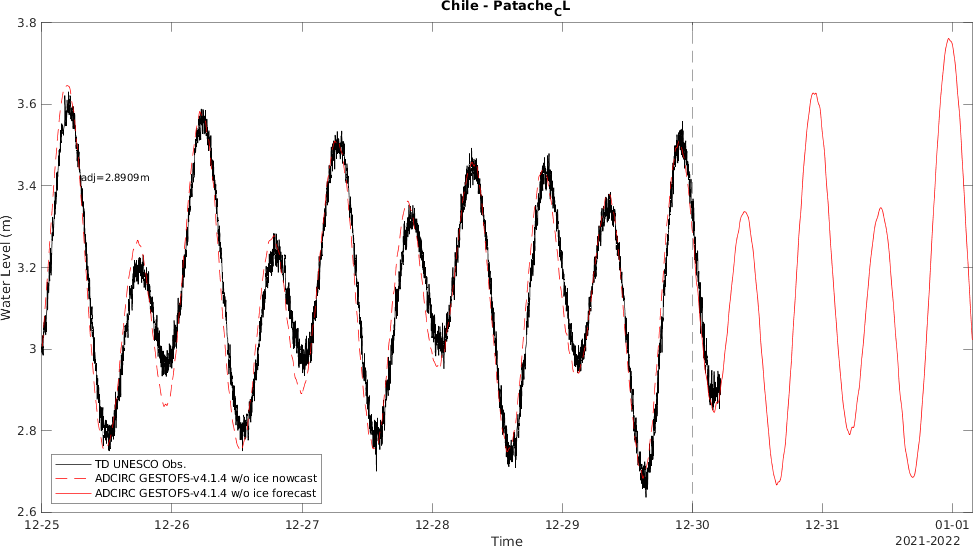 Chile - Patache_CL
3.8
3.6
3.4
3.2
3
2.8
2.6
Water Level (m)
adj=2.8909m
TD UNESCO Obs.
ADCIRC GESTOFS-v4.1.4 w/o ice nowcast
ADCIRC GESTOFS-v4.1.4 w/o ice forecast
12-25 12-26 12-27 12-28 12-29 12-30 12-31 01-01
Time
2021-2022